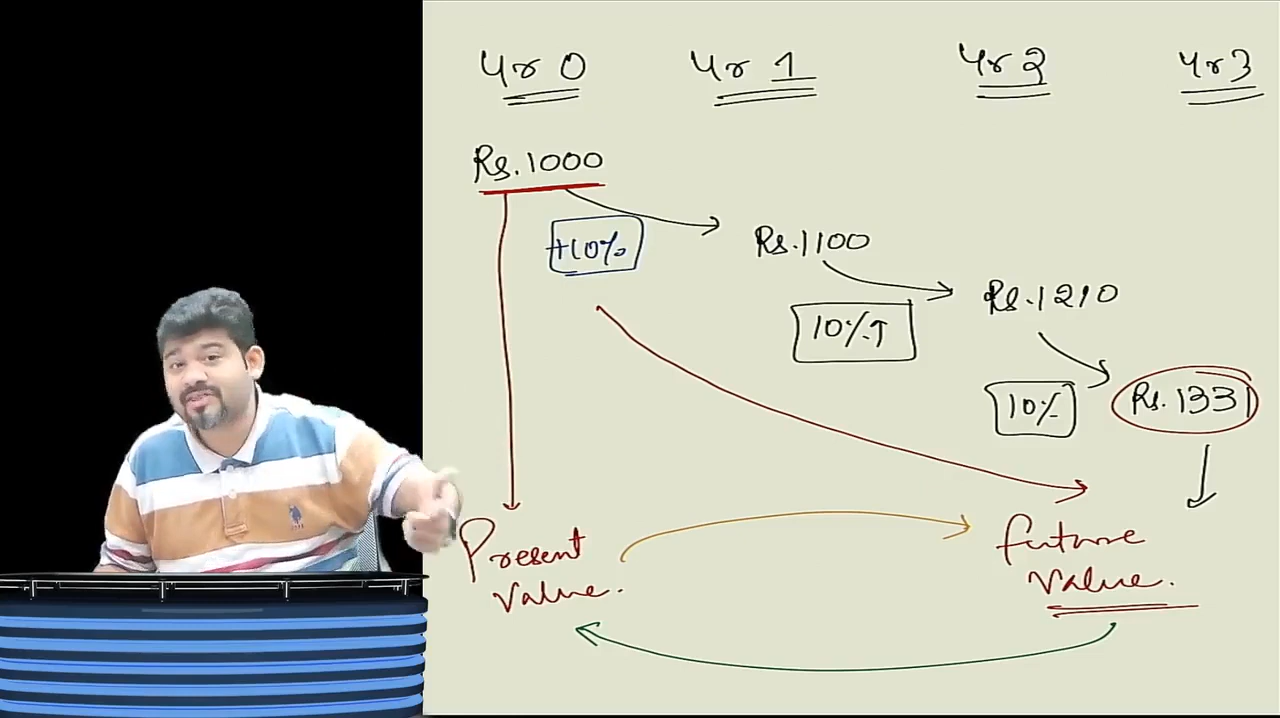 Yr 0 Yr 1 Yr 2 Yr 3
Rs.1000
+10% Rs.1100
10%↑ Rs.1210
10% Rs.1331
Present
Value.
future
Value.